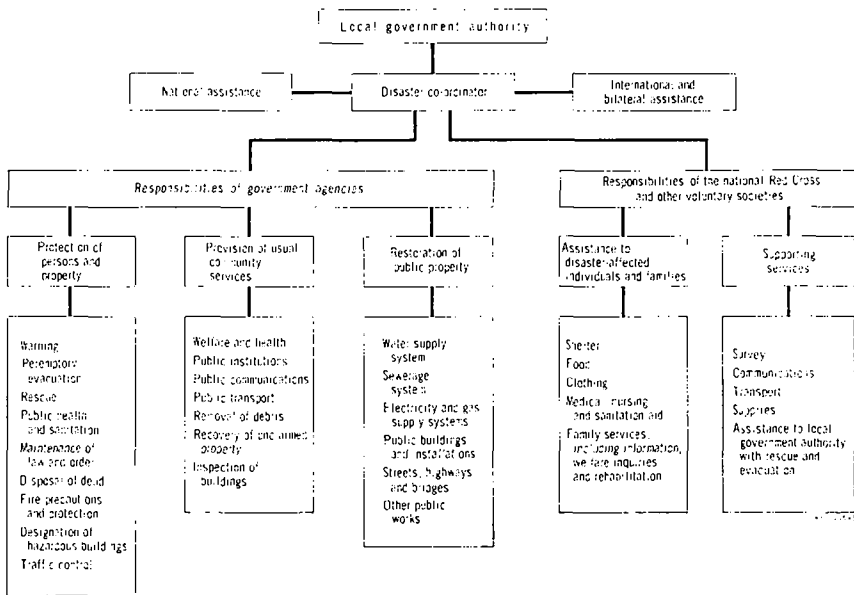 Local government authority
National assistance
Disaster co-ordinator
International and
bilateral assistance
Responsibilities of government agencies
Responsibilities of the national Red Cross
and other voluntary societies
Protection of
persons and
property
Provision of usual
community
services
Restoration of
public property
Assistance to
disaster-affected
individuals and families
Supporting
services
Warning
Peremptory
evacuation
Rescue
Public health
and sanitation
Maintenance of
law and order
Disposal of dead
Fire precautions
and protection
Designation of
hazardous buildings
Traffic control
Welfare and health
Public institutions
Public communications
Public transport
Removal of debris
Recovery of unclaimed
property
Inspection of
buildings
Water supply
system
Sewerage
system
Electricity and gas
supply systems
Public buildings
and installations
Streets, highways
and bridges
Other public
works
Shelter
Food
Clothing
Medical, nursing
and sanitation aid
Family services,
including information,
welfare inquiries
and rehabilitation
Survey
Communications
Transport
Supplies
Assistance to local
government authority
with rescue and
evacuation